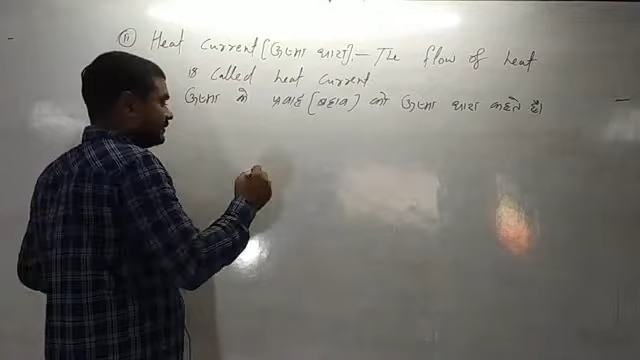 (ii) Heat Current [ऊष्मा धारा] :— The flow of heat
is called heat current
ऊष्मा के प्रवाह [बहाव] को ऊष्मा धारा कहते है।